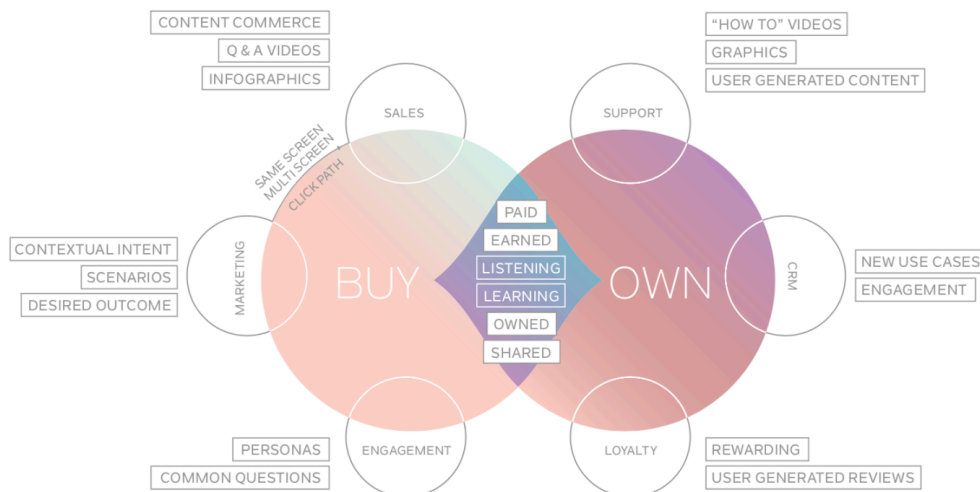 CONTENT COMMERCE
Q & A VIDEOS
INFOGRAPHICS
“HOW TO” VIDEOS
GRAPHICS
USER GENERATED CONTENT
SALES
SUPPORT
SAME SCREEN
MULTI SCREEN
CLICK PATH
CONTEXTUAL INTENT
SCENARIOS
DESIRED OUTCOME
MARKETING
BUY
PAID
EARNED
LISTENING
LEARNING
OWNED
SHARED
OWN
CRM
NEW USE CASES
ENGAGEMENT
PERSONAS
COMMON QUESTIONS
ENGAGEMENT
LOYALTY
REWARDING
USER GENERATED REVIEWS